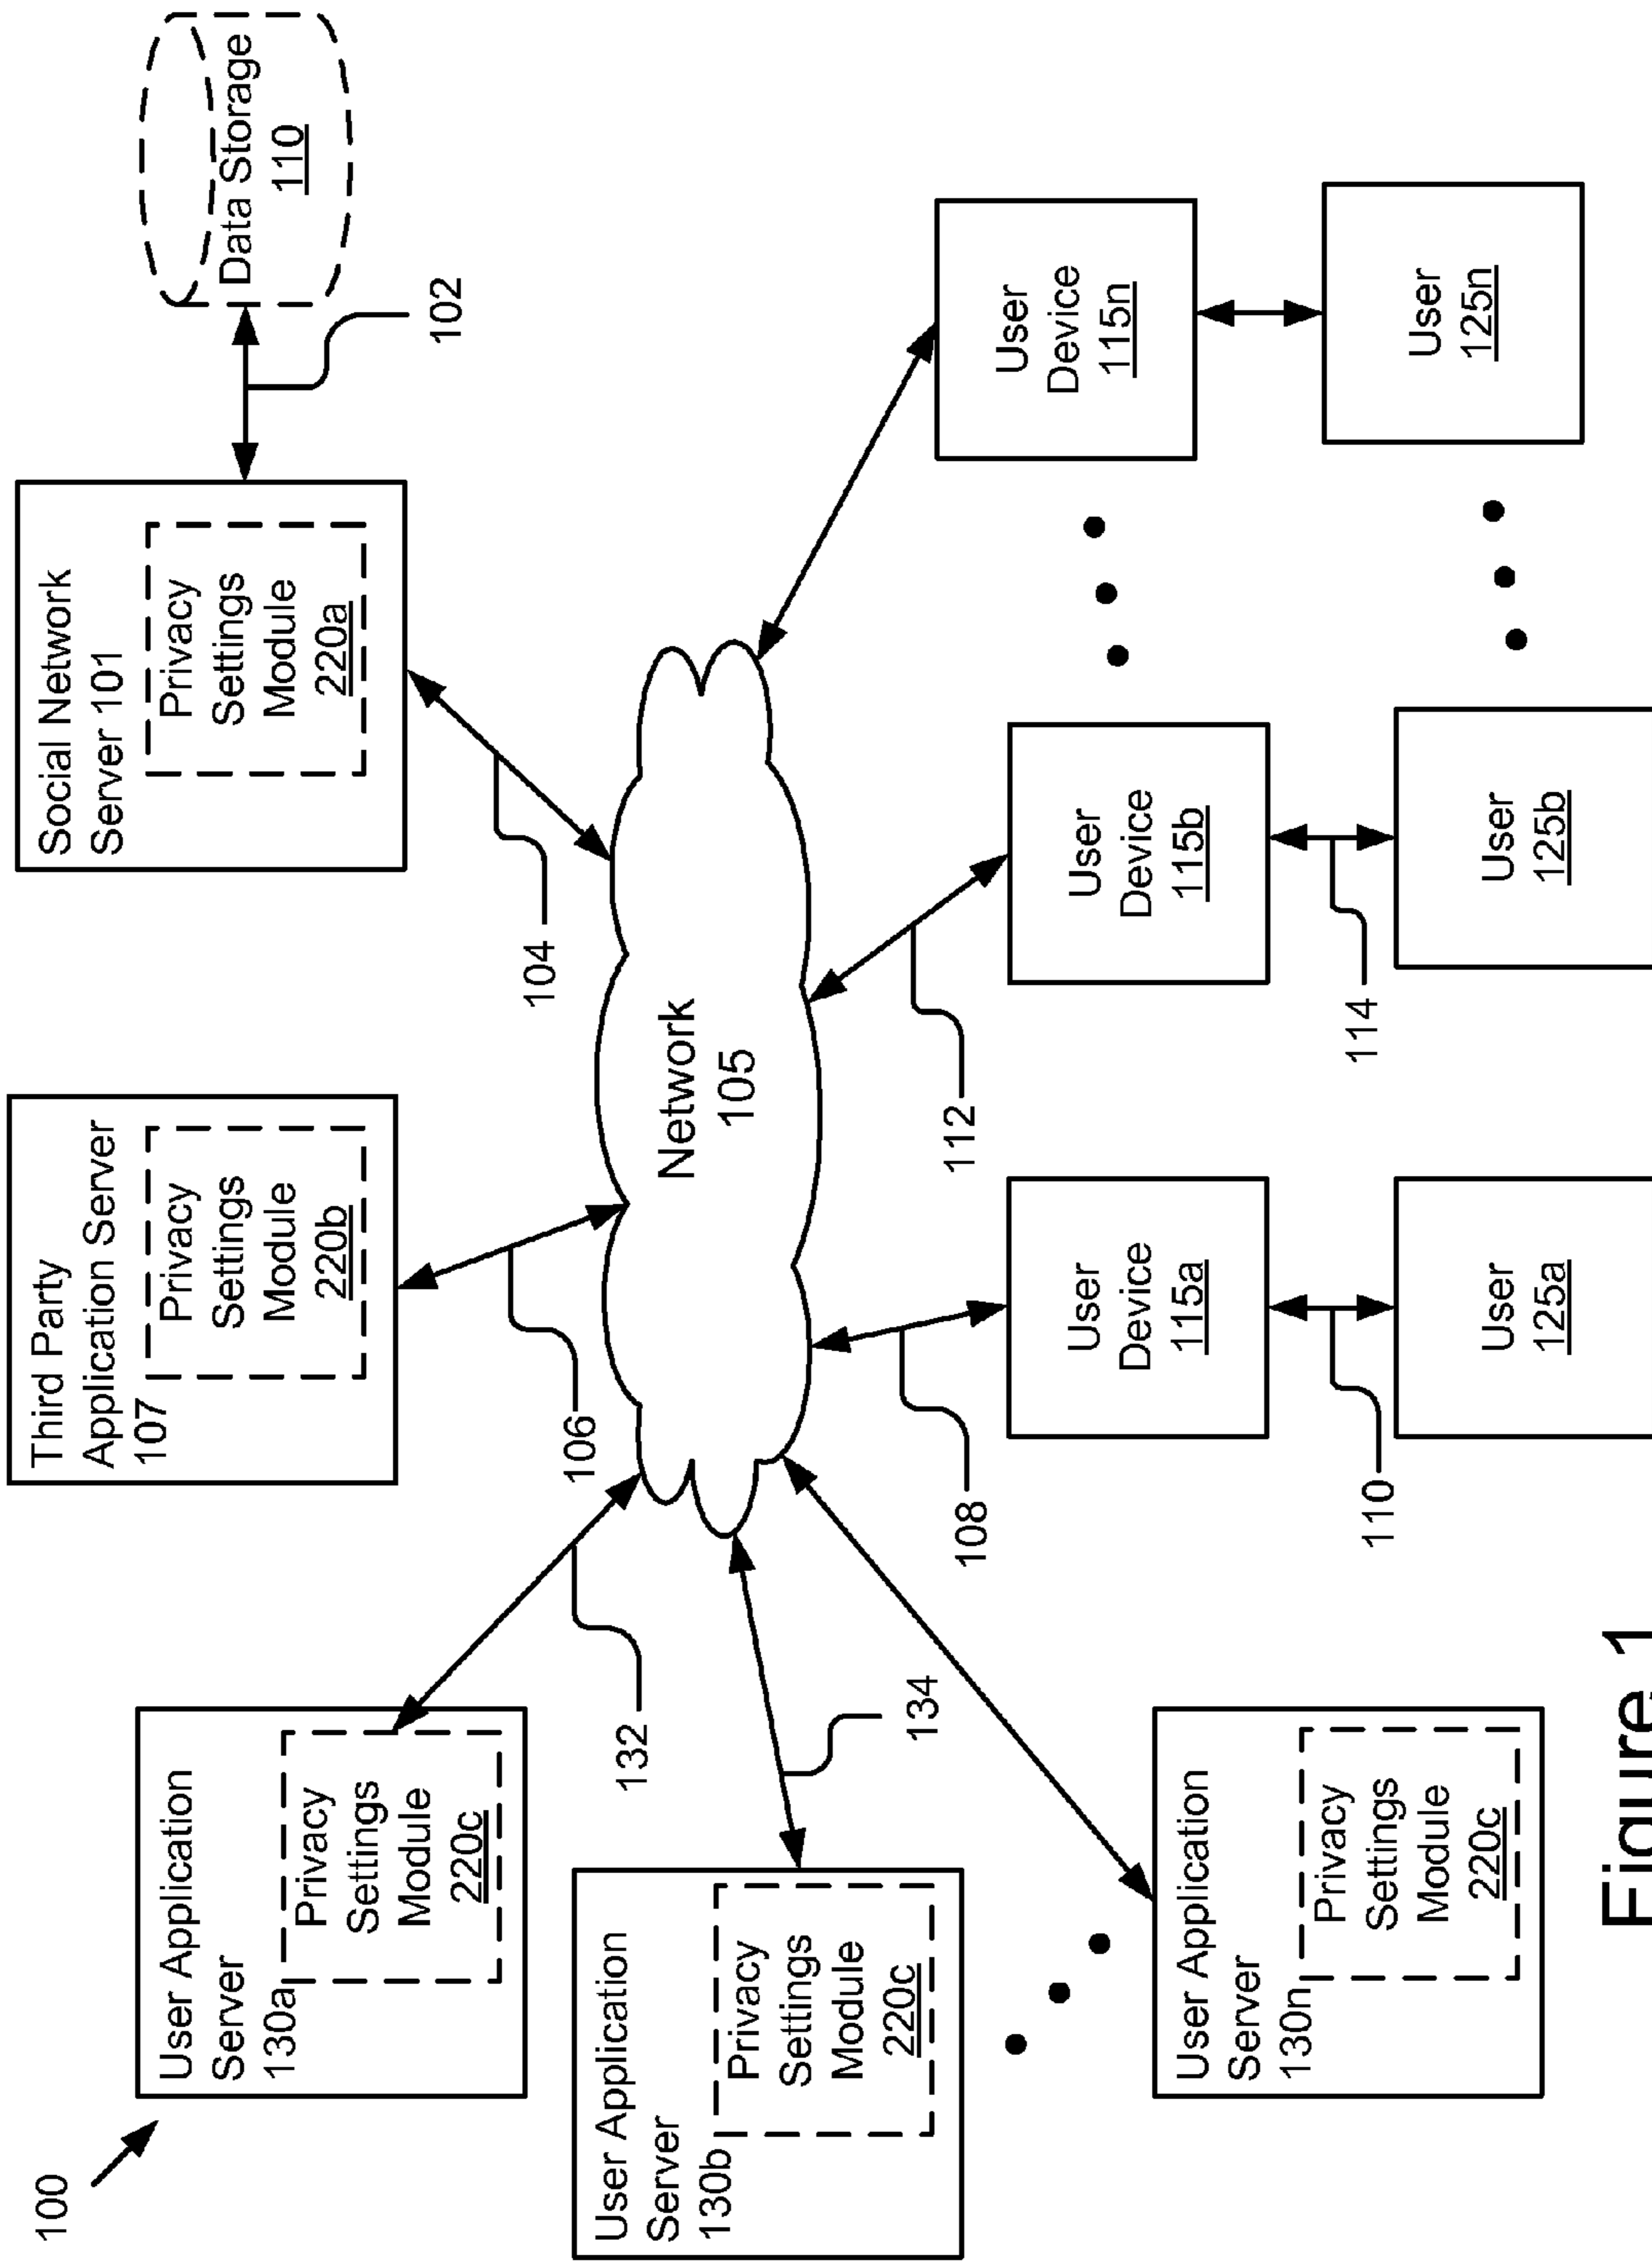 100
User Application
Server
130a
Privacy
Settings
Module
220c
132
Third Party
Application Server
107
Privacy
Settings
Module
220b
106
Social Network
Server 101
Privacy
Settings
Module
220a
104
102
Data Storage
110
User Application
Server
130b
Privacy
Settings
Module
220c
134
Network
105
User Application
Server
130n
Privacy
Settings
Module
220c
108
User
Device
115a
110
User
125a
112
User
Device
115b
114
User
125b
User
Device
115n
User
125n
Figure 1